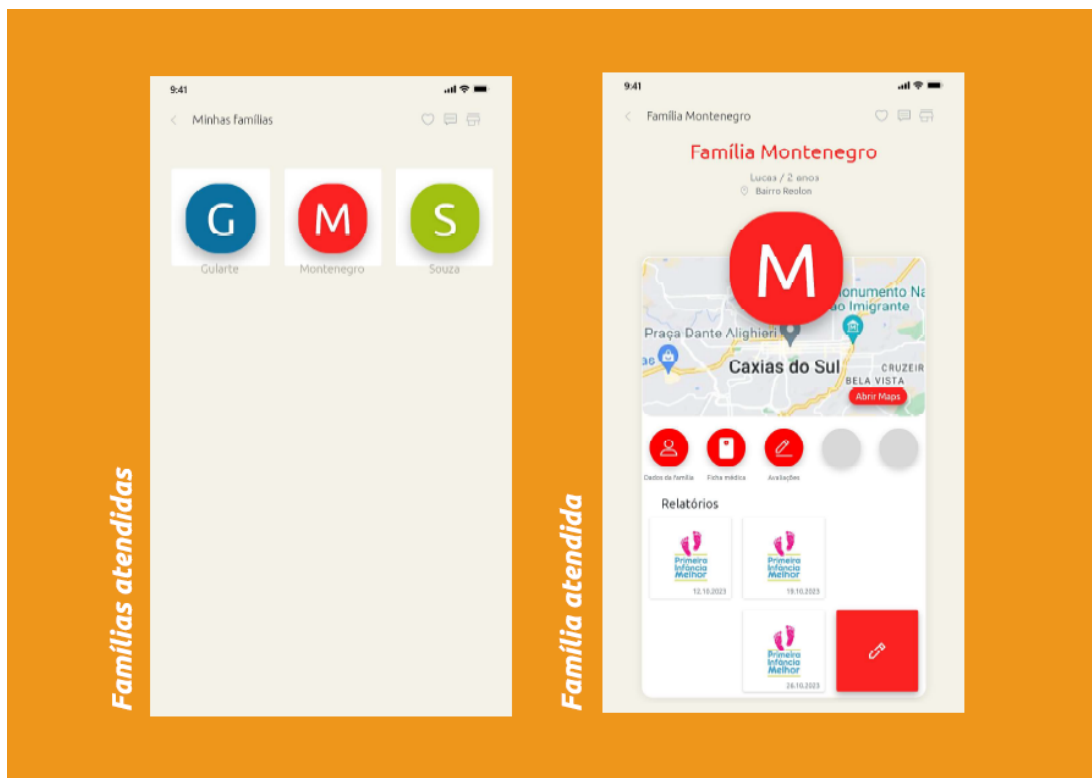 Famílias atendidas
9:41
Minhas famílias
G
M
S
Gularte
Montenegro
Souza
Família atendida
9:41
Família Montenegro
Família Montenegro
Lucas / 2 anos
Bairro Reolon
M
onumento Na
ao Imigrante
Praça Dante Alighieri
as
Caxias do Sul
CRUZEIR
BELA VISTA
Abrir Maps
Dados da família
Ficha médica
Avaliações
Relatórios
Primeira
Infância
Melhor
12.10.2023
Primeira
Infância
Melhor
19.10.2023
Primeira
Infância
Melhor
26.10.2023